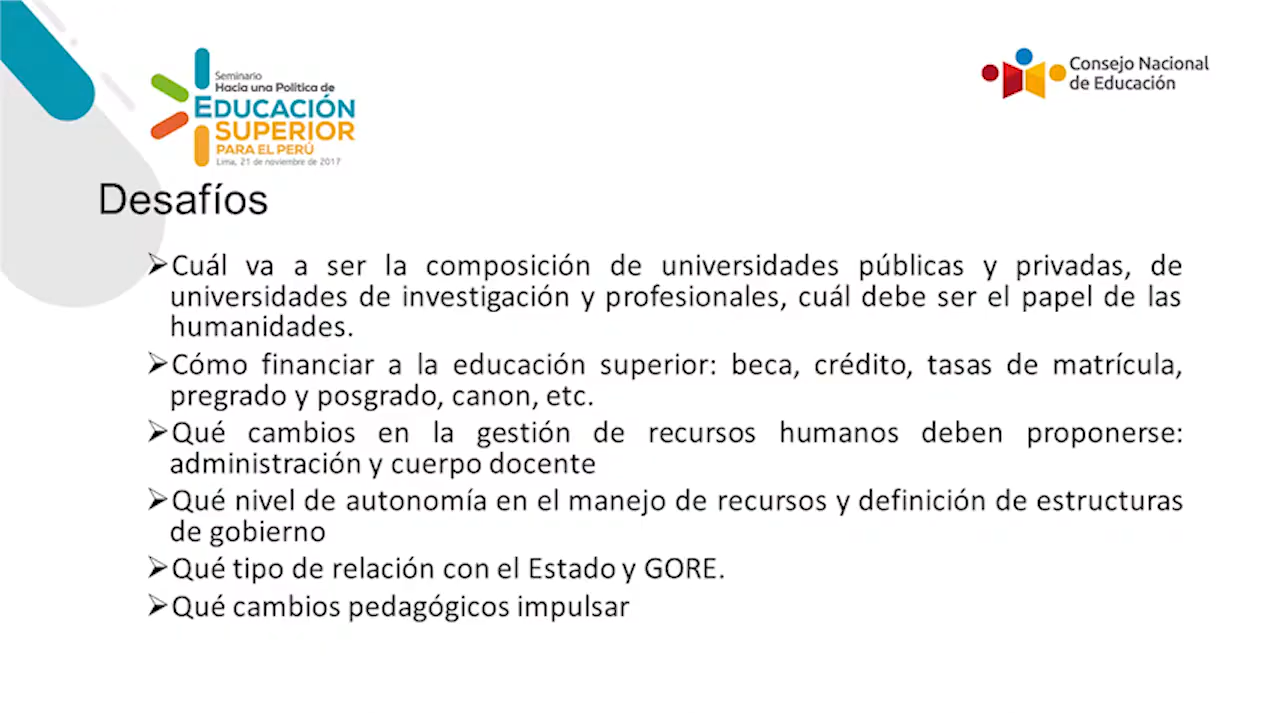 Seminario
Hacia una Política de
EDUCACIÓN
SUPERIOR
PARA EL PERÚ
Lima, 21 de noviembre de 2017
Consejo Nacional
de Educación
Desafíos
➢Cuál va a ser la composición de universidades públicas y privadas, de
universidades de investigación y profesionales, cuál debe ser el papel de las
humanidades.
➢Cómo financiar a la educación superior: beca, crédito, tasas de matrícula,
pregrado y posgrado, canon, etc.
➢Qué cambios en la gestión de recursos humanos deben proponerse:
administración y cuerpo docente
➢Qué nivel de autonomía en el manejo de recursos y definición de estructuras
de gobierno
➢Qué tipo de relación con el Estado y GORE.
➢Qué cambios pedagógicos impulsar